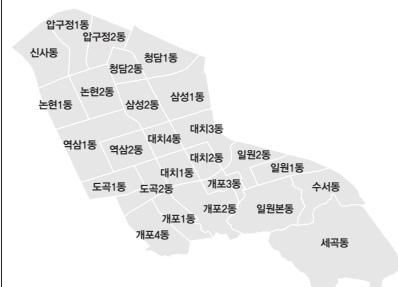 압구정1동
압구정2동
신사동
청담1동
청담2동
논현2동
삼성1동
논현1동
삼성2동
대치3동
대치4동
역삼1동
역삼2동
대치2동
일원2동
일원1동
대치1동
도곡1동
도곡2동
개포3동
수서동
개포2동
일원본동
개포1동
개포4동
세곡동